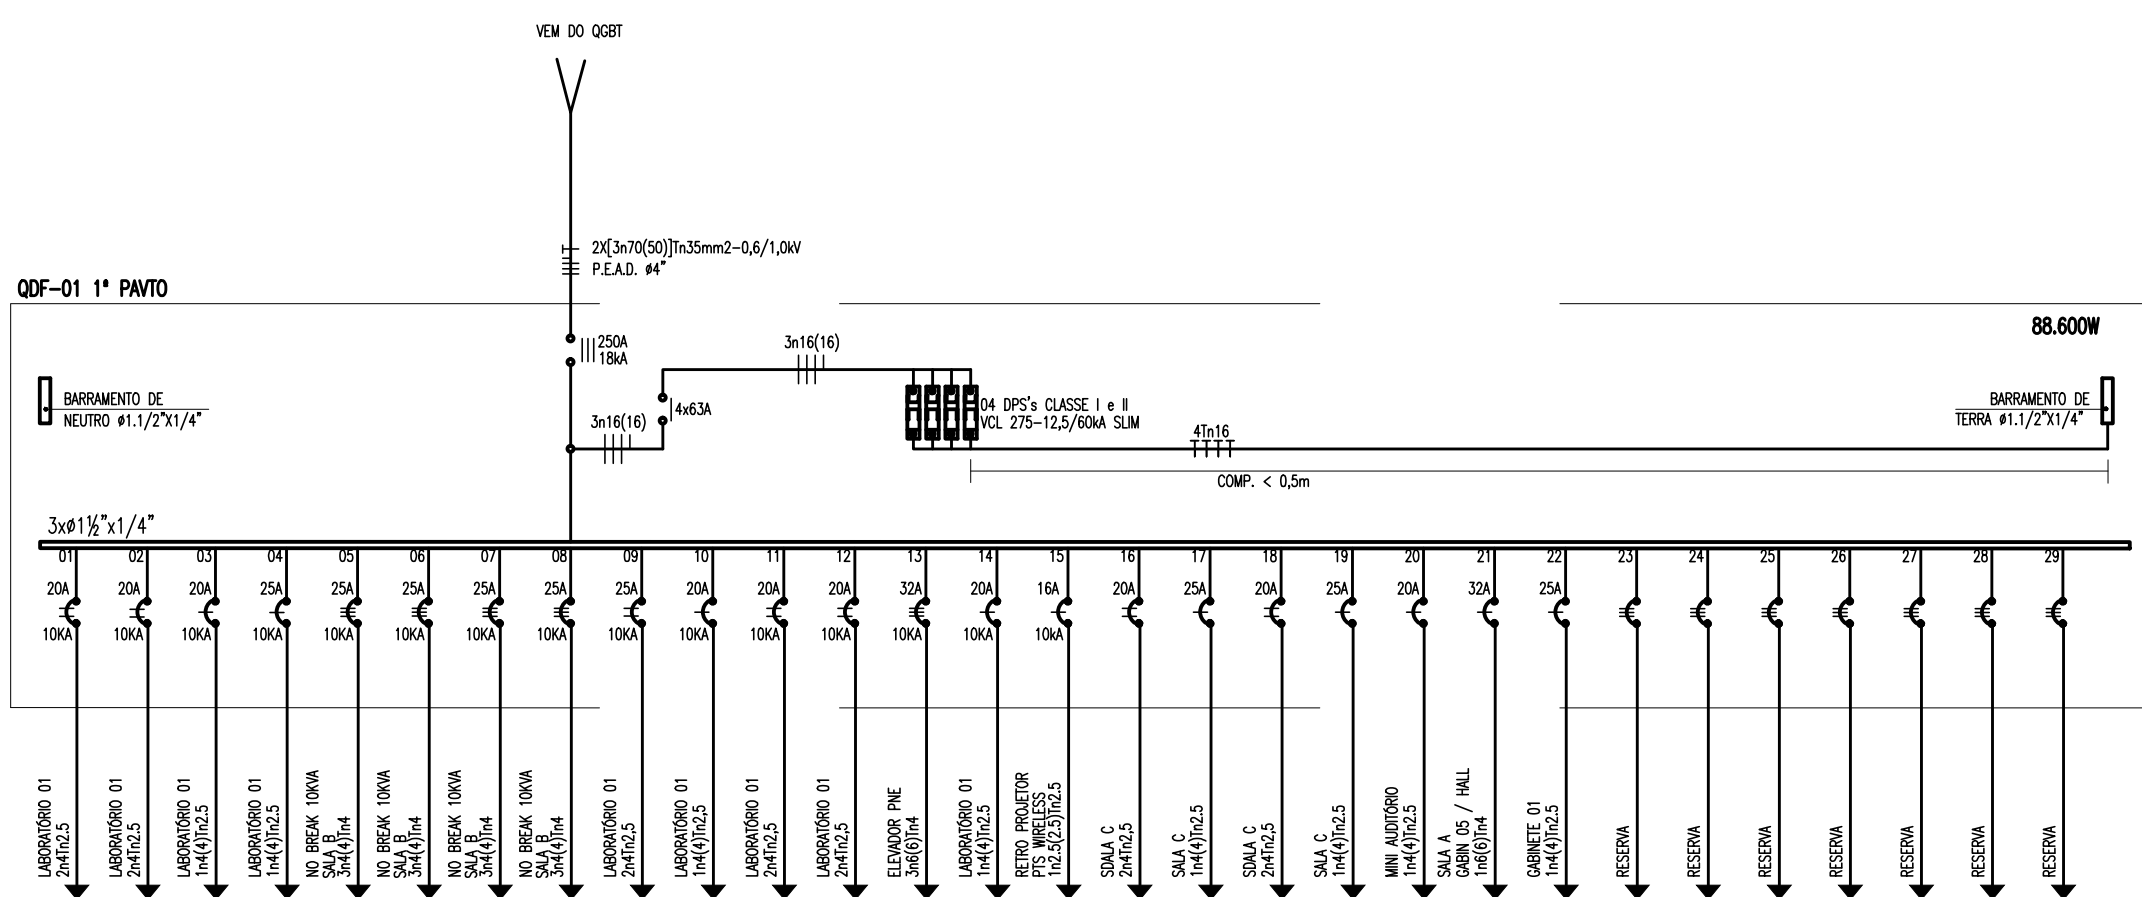 VEM DO QGBT
2X[3n70(50)]Tn35mm2-0,6/1,0kV
P.E.A.D. ø4"
QDF-01 1º PAVTO
88.600W
250A
18kA
3n16(16)
BARRAMENTO DE
NEUTRO ø1.1/2"X1/4"
3n16(16)
4x63A
04 DPS's CLASSE I e II
VCL 275-12,5/60kA SLIM
4Tn16
COMP. < 0,5m
BARRAMENTO DE
TERRA ø1.1/2"X1/4"
3xø1½"x1/4"
01 02 03 04 05 06 07 08 09 10 11 12 13 14 15 16 17 18 19 20 21 22 23 24 25 26 27 28 29
20A 20A 20A 25A 25A 25A 25A 25A 25A 20A 20A 20A 32A 20A 16A 20A 25A 20A 25A 20A 32A 25A
10KA 10KA 10KA 10KA 10KA 10KA 10KA 10KA 10KA 10KA 10KA 10KA 10KA 10KA 10kA
LABORATÓRIO 01
2n4Tn2.5
LABORATÓRIO 01
2n4Tn2.5
LABORATÓRIO 01
1n4(4)Tn2.5
LABORATÓRIO 01
1n4(4)Tn2.5
NO BREAK 10KVA
SALA B
3n4(4)Tn4
NO BREAK 10KVA
SALA B
3n4(4)Tn4
NO BREAK 10KVA
SALA B
3n4(4)Tn4
NO BREAK 10KVA
SALA B
3n4(4)Tn4
LABORATÓRIO 01
2n4Tn2,5
LABORATÓRIO 01
1n4(4)Tn2,5
LABORATÓRIO 01
2n4Tn2,5
LABORATÓRIO 01
2n4Tn2,5
ELEVADOR PNE
3n6(6)Tn4
LABORATÓRIO 01
1n4(4)Tn2.5
RETRO PROJETOR
PTS WIRELESS
1n2.5(2.5)Tn2.5
SDALA C
2n4Tn2,5
SALA C
1n4(4)Tn2.5
SDALA C
2n4Tn2,5
SALA C
1n4(4)Tn2.5
MINI AUDITÓRIO
1n4(4)Tn2.5
SALA A
GABIN 05 / HALL
1n6(6)Tn4
GABINETE 01
1n4(4)Tn2.5
RESERVA
RESERVA
RESERVA
RESERVA
RESERVA
RESERVA
RESERVA